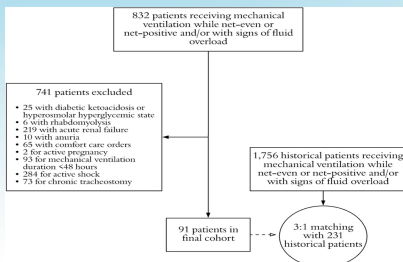 832 patients receiving mechanical
ventilation while net-even or
net-positive and/or with signs of fluid
overload
741 patients excluded
• 25 with diabetic ketoacidosis or
hyperosmolar hyperglycemic state
• 6 with rhabdomyolysis
• 219 with acute renal failure
• 10 with anuria
• 65 with comfort care orders
• 2 for active pregnancy
• 93 for mechanical ventilation
duration <48 hours
• 284 for active shock
• 73 for chronic tracheostomy
1,756 historical patients receiving
mechanical ventilation while
net-even or net-positive and/or
with signs of fluid overload
91 patients in
final cohort
3:1 matching
with 231
historical patients